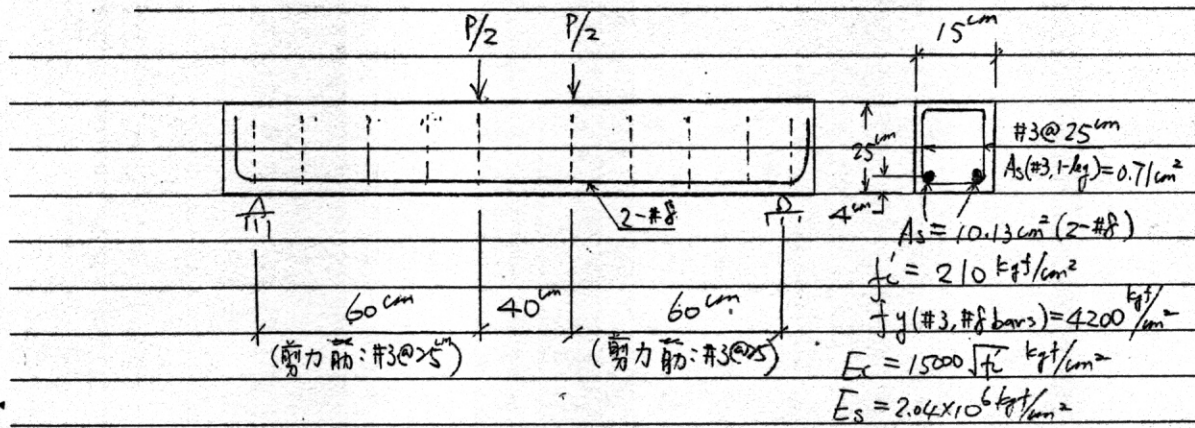 P/2 P/2
15cm
25cm
4cm
#3@25cm
As(#3, 1-leg)=0.71cm²
2-#8
As=10.13cm² (2-#8)
fc'=210 kgf/cm²
fy(#3, #8 bars)=4200 kgf/cm²
Ec=15000√fc' kgf/cm²
Es=2.04×10⁶ kgf/cm²
60cm 40cm 60cm
(剪力筋:#3@25cm) (剪力筋:#3@25)